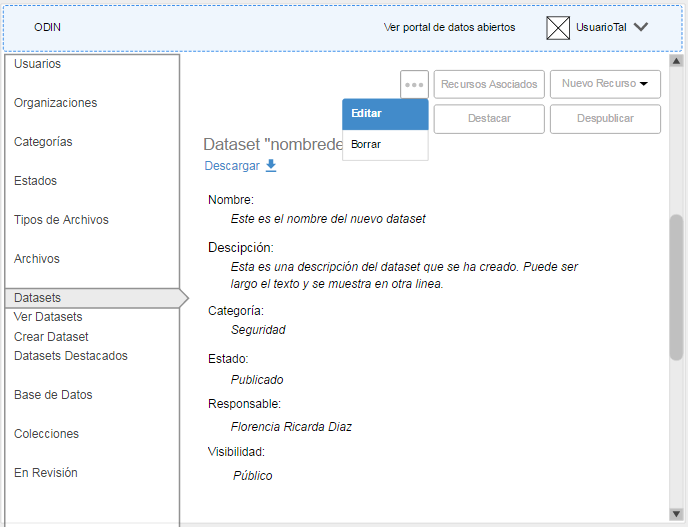 ODIN
Ver portal de datos abiertos
UsuarioTal
Usuarios
Organizaciones
Categorías
Estados
Tipos de Archivos
Archivos
Datasets
Ver Datasets
Crear Dataset
Datasets Destacados
Base de Datos
Colecciones
En Revisión
Recursos Asociados
Nuevo Recurso
Editar
Borrar
Destacar
Despublicar
Dataset "nombrede
Descargar
Nombre:
Este es el nombre del nuevo dataset
Descipción:
Esta es una descripción del dataset que se ha creado. Puede ser
largo el texto y se muestra en otra linea.
Categoría:
Seguridad
Estado:
Publicado
Responsable:
Florencia Ricarda Diaz
Visibilidad:
Público